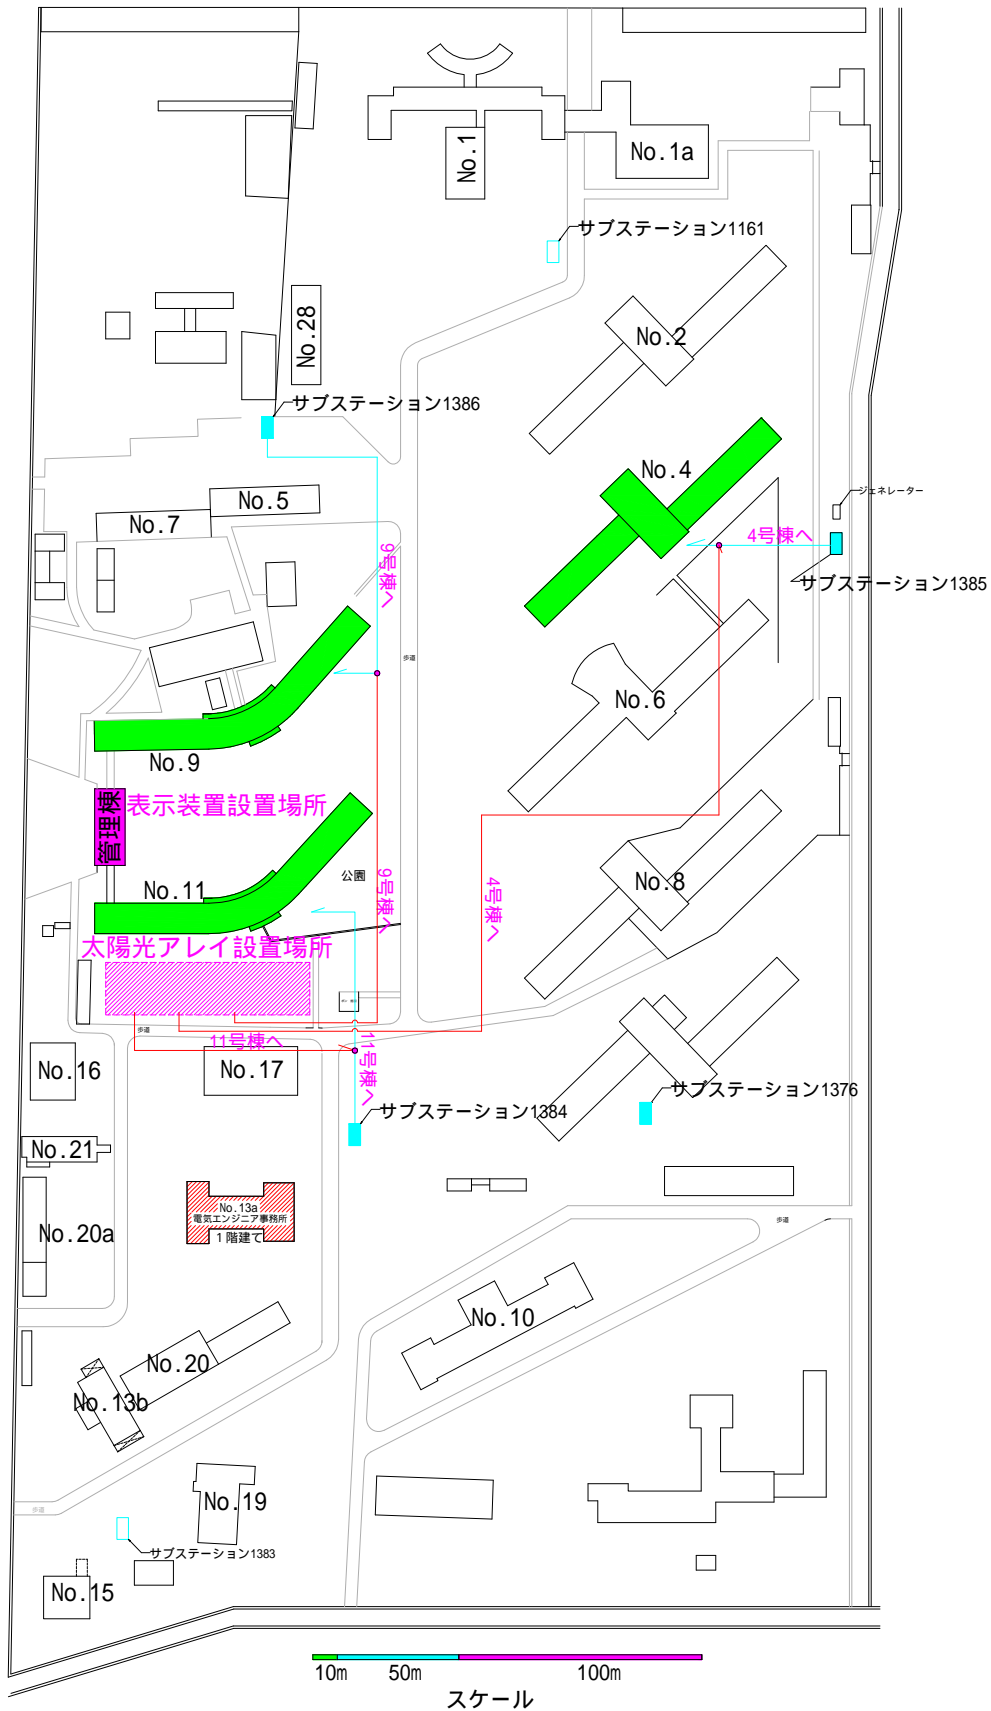 No.1
No.1a
サブステーション1161
No.28
No.2
サブステーション1386
No.4
No.5
No.7
ジェネレーター
4号棟へ
サブステーション1385
9号棟へ
歩道
No.6
No.9
表示装置設置場所
管理棟
No.11
公園
9号棟へ
4号棟へ
No.8
太陽光アレイ設置場所
歩道
11号棟へ
11号棟へ
No.16
No.17
サブステーション1384
サブステーション1376
No.21
No.13a
電気エンジニア事務所
1階建て
No.20a
歩道
No.10
No.20
No.13b
No.19
歩道
サブステーション1383
No.15
10m
50m
100m
スケール